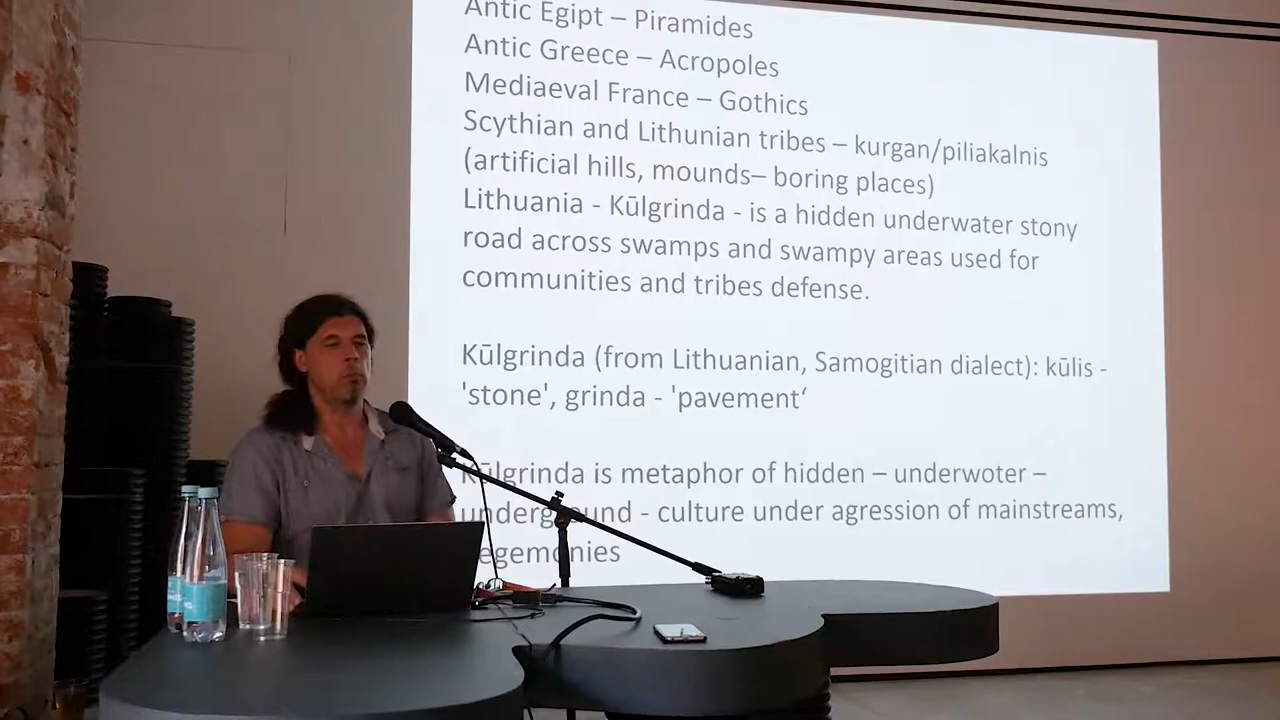 Antic Egipt – Piramides
Antic Greece – Acropoles
Mediaeval France – Gothics
Scythian and Lithunian tribes – kurgan/piliakalnis
(artificial hills, mounds– boring places)
Lithuania - Kūlgrinda - is a hidden underwater stony
road across swamps and swampy areas used for
communities and tribes defense.
Kūlgrinda (from Lithuanian, Samogitian dialect): kūlis -
'stone', grinda - 'pavement‘
Kūlgrinda is metaphor of hidden – underwoter –
underground - culture under agression of mainstreams,
hegemonies